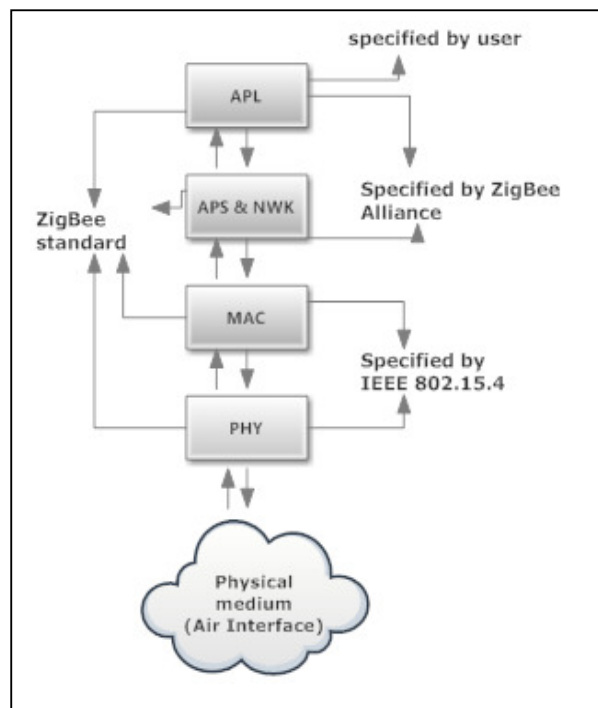 specified by user
APL
Specified by ZigBee
Alliance
APS & NWK
ZigBee
standard
MAC
Specified by
IEEE 802.15.4
PHY
Physical
medium
(Air Interface)